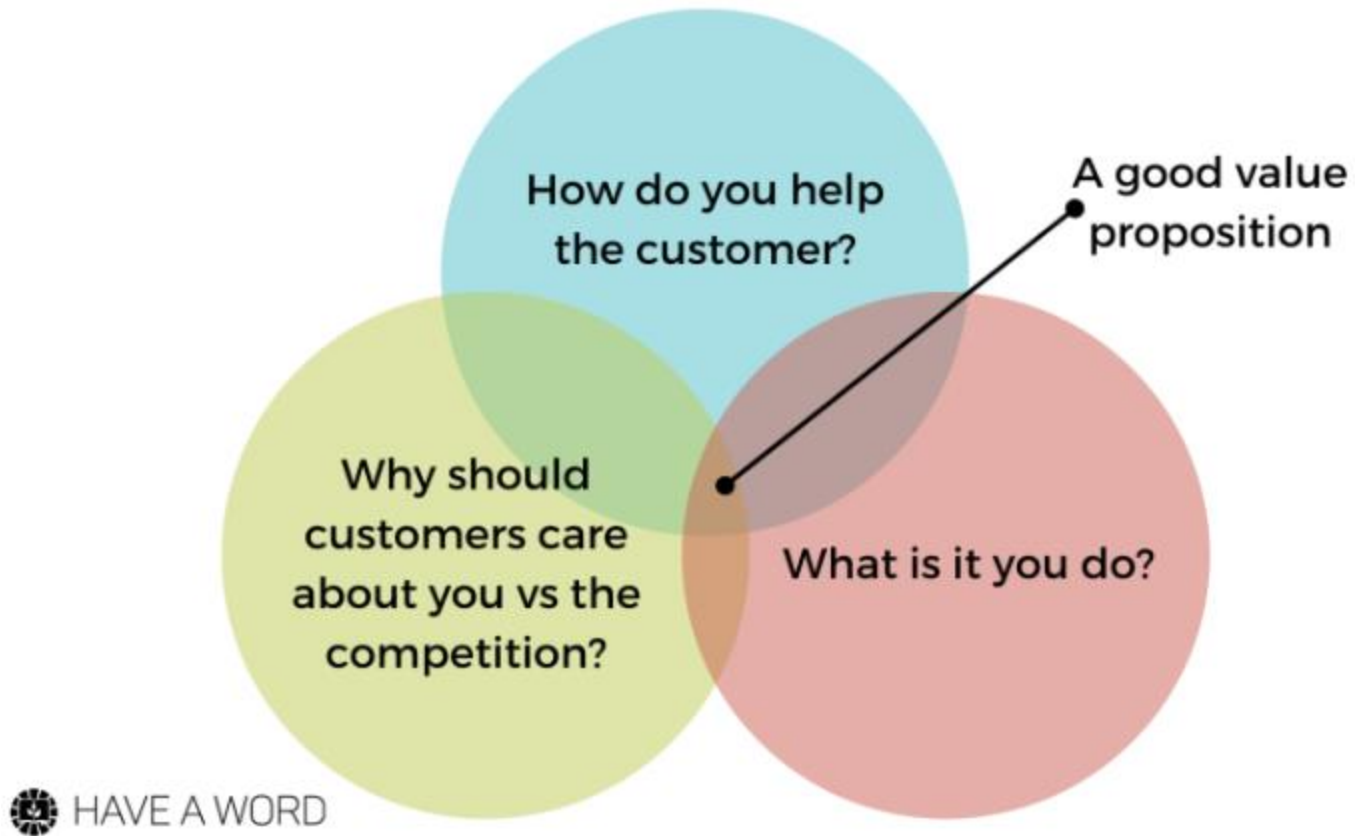 How do you help
the customer?
A good value
proposition
Why should
customers care
about you vs the
competition?
What is it you do?
HAVE A WORD